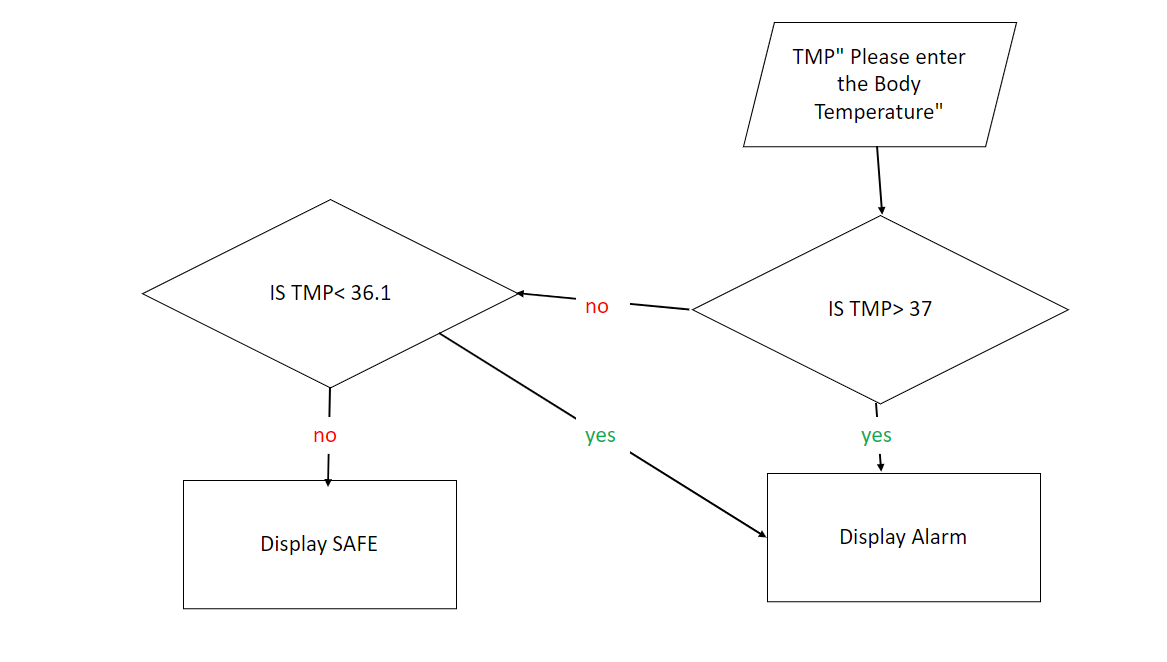 TMP" Please enter
the Body
Temperature"
IS TMP< 36.1
no
IS TMP> 37
no
yes
yes
Display SAFE
Display Alarm